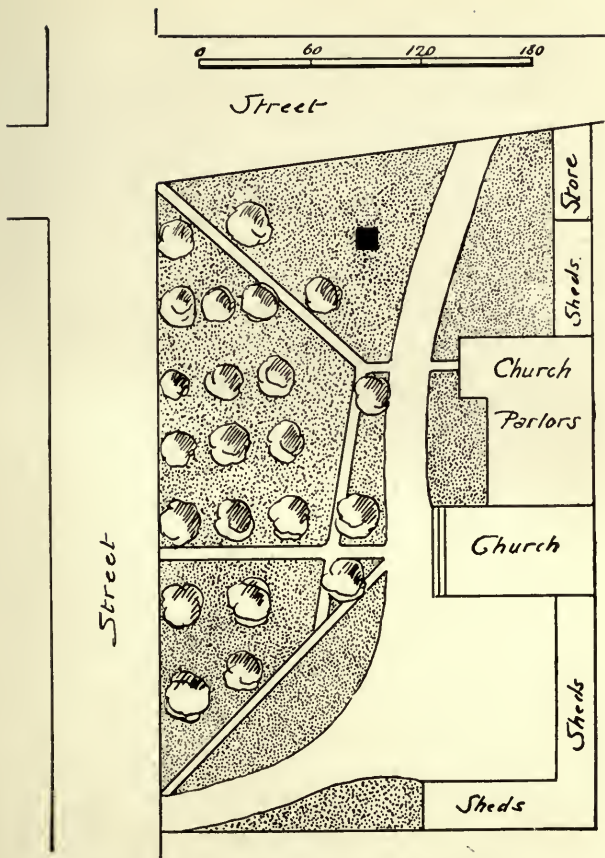 0 60 120 180
Street
Store
Sheds.
Church
Parlors
Church
Street
Sheds
Sheds